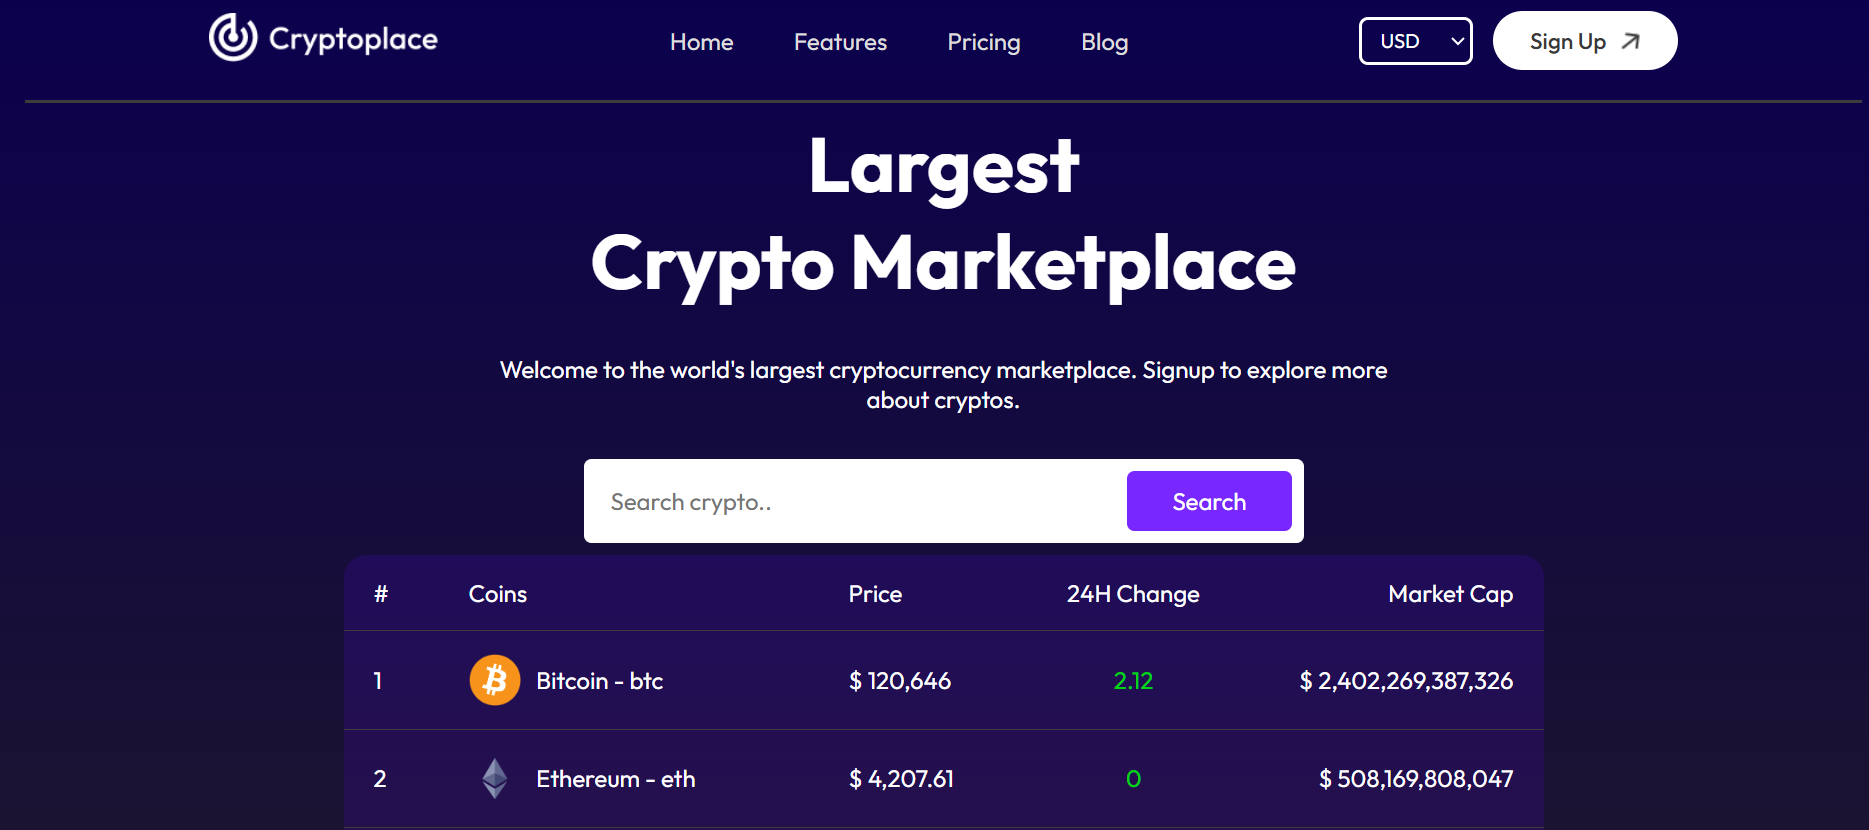 Cryptoplace Home Features Pricing Blog USD Sign Up
Largest
Crypto Marketplace
Welcome to the world's largest cryptocurrency marketplace. Signup to explore more
about cryptos.
Search crypto.. Search
# Coins Price 24H Change Market Cap
1 Bitcoin - btc $ 120,646 2.12 $ 2,402,269,387,326
2 Ethereum - eth $ 4,207.61 0 $ 508,169,808,047